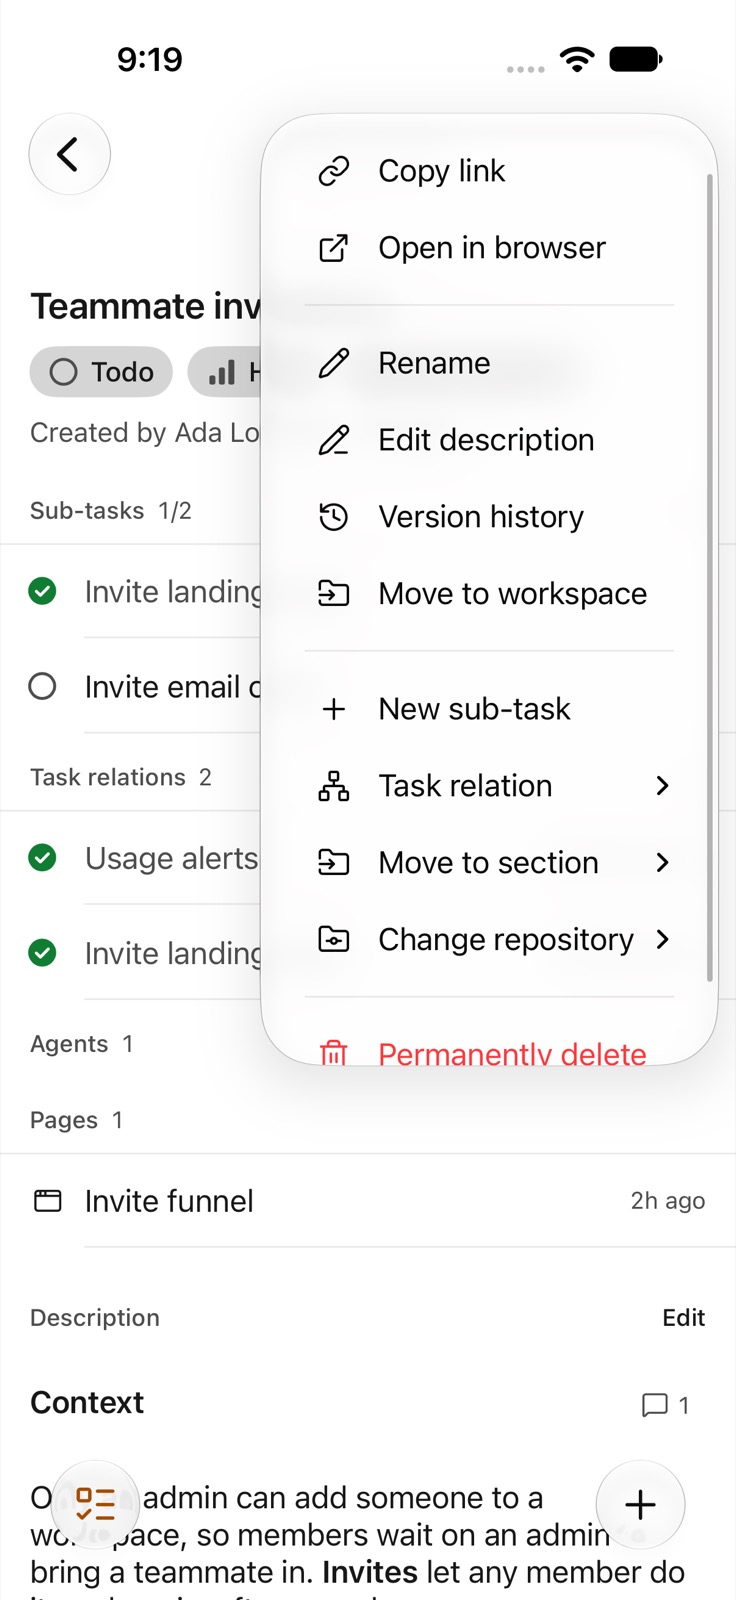 9:19
Copy link
Open in browser
Teammate inv
Todo
H
Rename
Created by Ada Lo
Edit description
Sub-tasks 1/2
Version history
Invite landing
Move to workspace
Invite email c
New sub-task
Task relations 2
Task relation
Usage alerts
Move to section
Invite landing
Change repository
Agents 1
Permanently delete
Pages 1
Invite funnel
2h ago
Description
Edit
Context
1
admin can add someone to a
so members wait on an admin
bring a teammate in. Invites let any member do